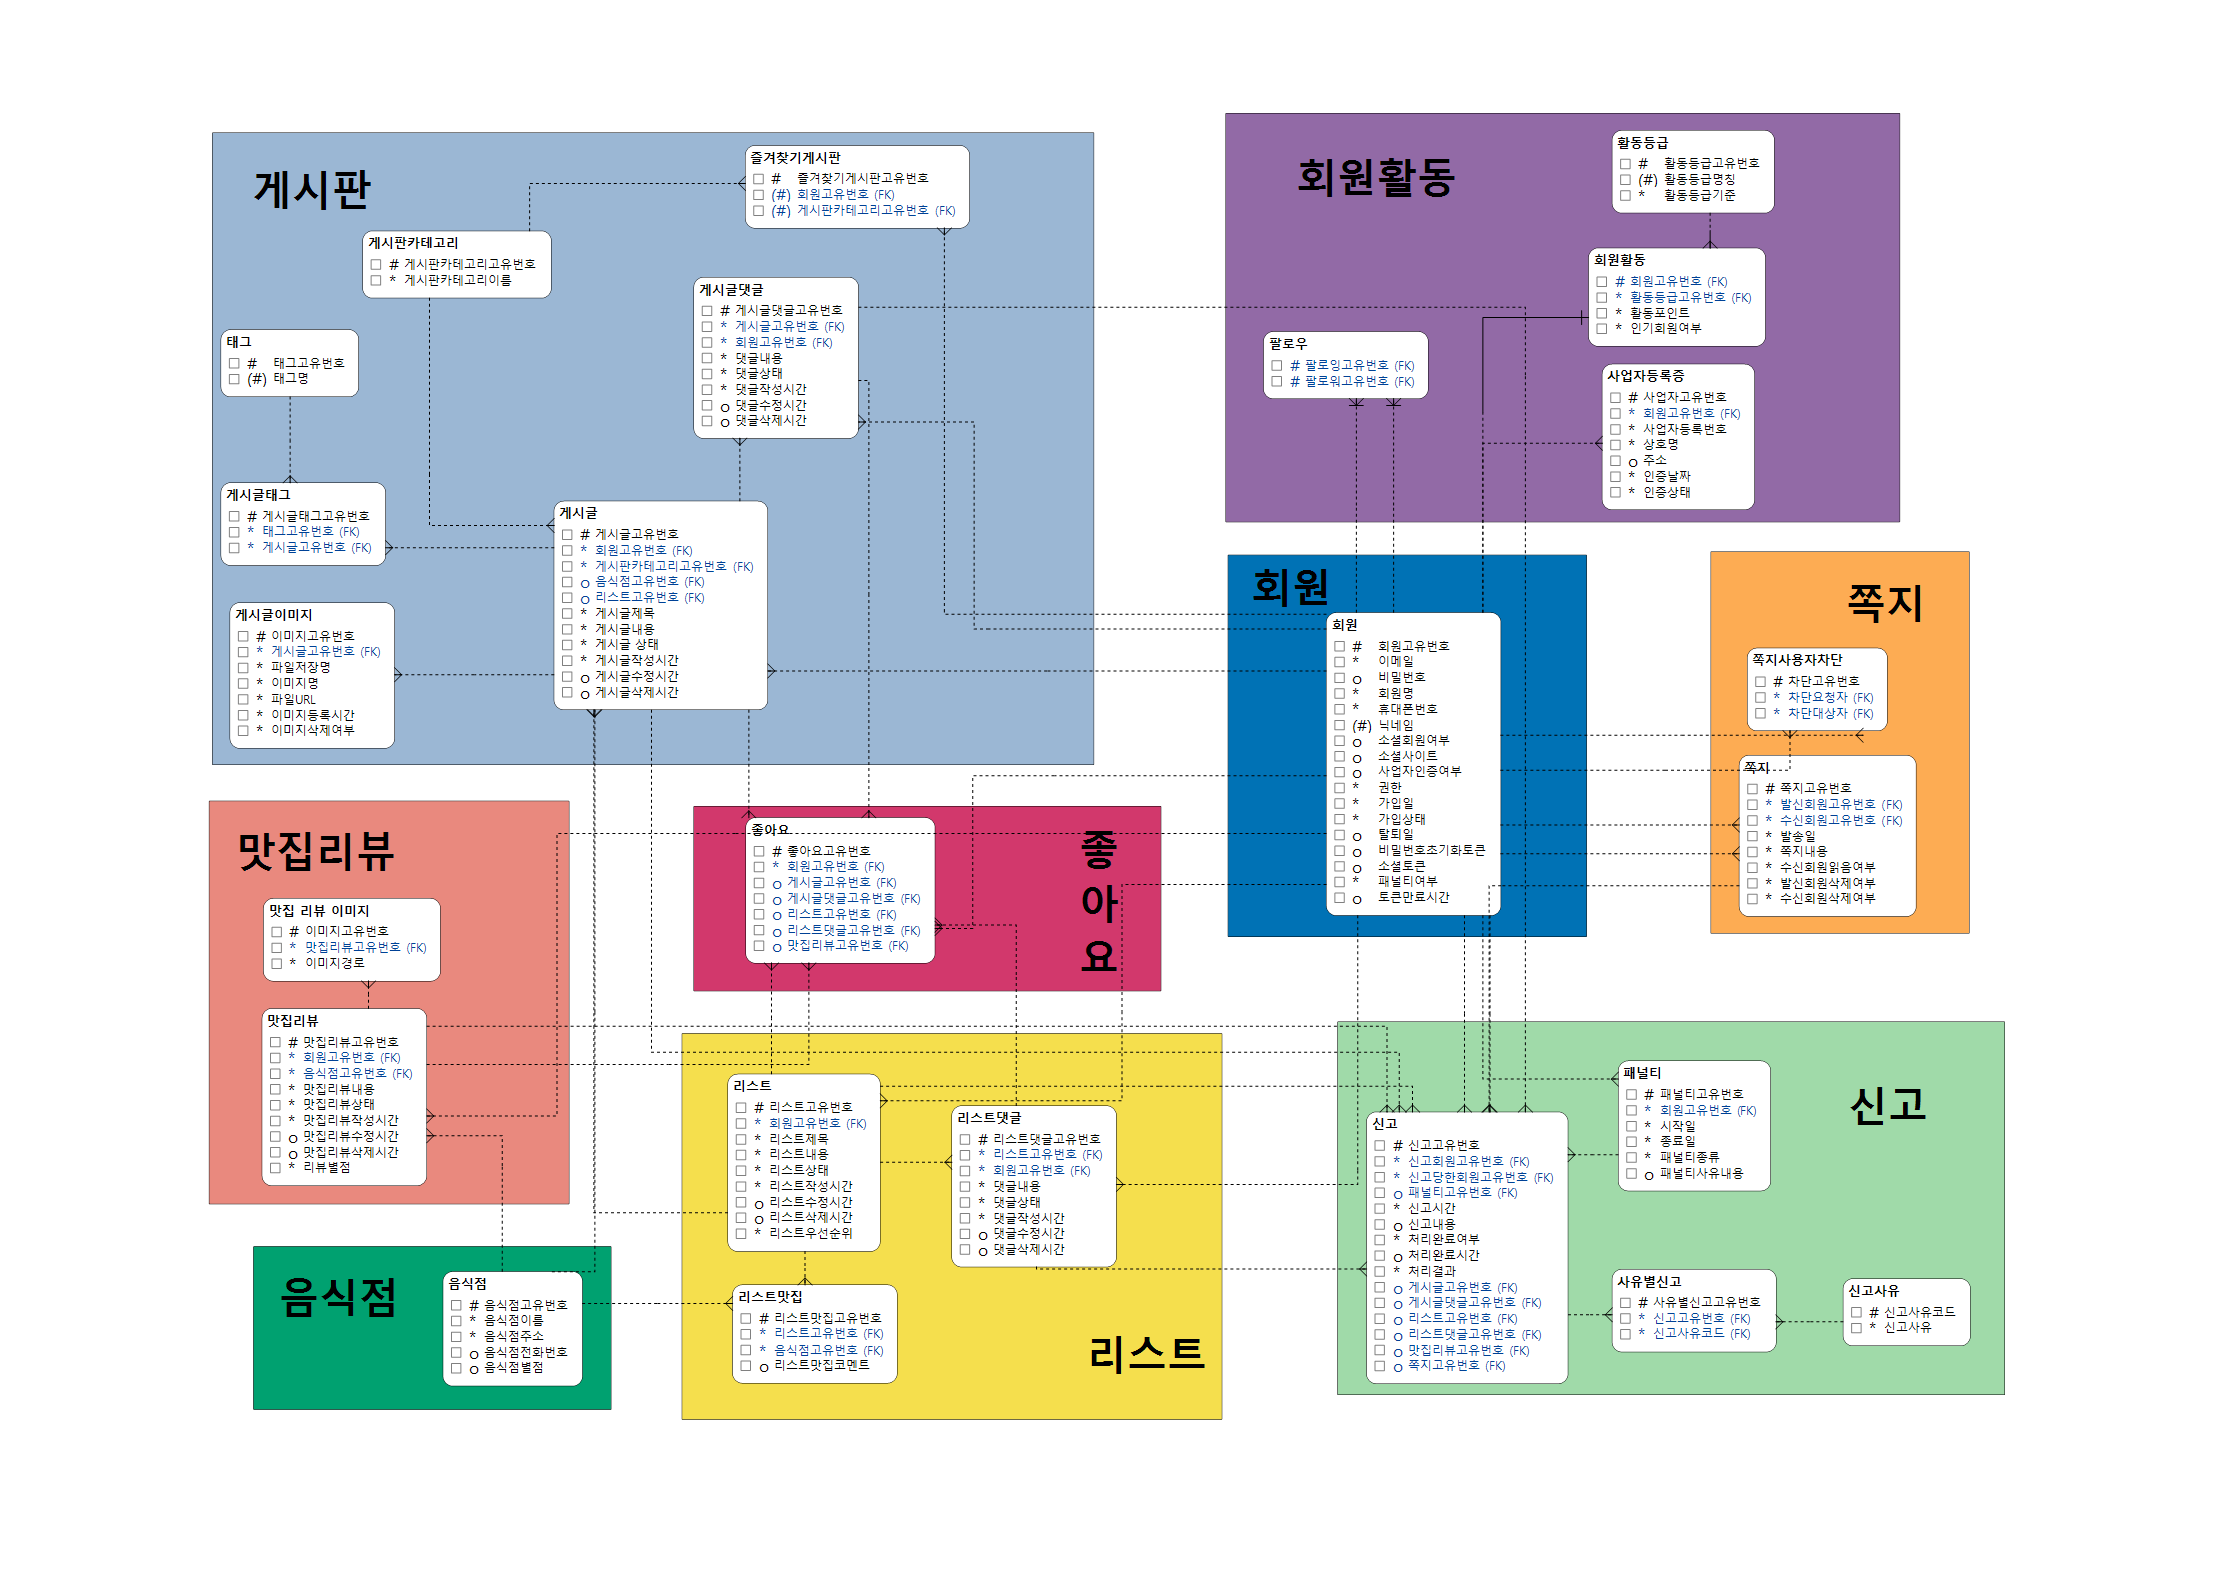 게시판
즐겨찾기게시판
# 즐겨찾기게시판고유번호
(#) 회원고유번호 (FK)
(#) 게시판카테고리고유번호 (FK)
게시판카테고리
# 게시판카테고리고유번호
* 게시판카테고리이름
게시글댓글
# 게시글댓글고유번호
* 게시글고유번호 (FK)
* 회원고유번호 (FK)
* 댓글내용
* 댓글상태
* 댓글작성시간
o 댓글수정시간
o 댓글삭제시간
태그
# 태그고유번호
(#) 태그명
게시글태그
# 게시글태그고유번호
* 태그고유번호 (FK)
* 게시글고유번호 (FK)
게시글
# 게시글고유번호
* 회원고유번호 (FK)
* 게시판카테고리고유번호 (FK)
o 음식점고유번호 (FK)
o 리스트고유번호 (FK)
* 게시글제목
* 게시글내용
* 게시글 상태
* 게시글작성시간
o 게시글수정시간
o 게시글삭제시간
게시글이미지
# 이미지고유번호
* 게시글고유번호 (FK)
* 파일저장명
* 이미지명
* 파일URL
* 이미지등록시간
* 이미지삭제여부
회원활동
활동등급
# 활동등급고유번호
(#) 활동등급명칭
* 활동등급기준
회원활동
# 회원고유번호 (FK)
* 활동등급고유번호 (FK)
* 활동포인트
* 인기회원여부
팔로우
# 팔로잉고유번호 (FK)
# 팔로워고유번호 (FK)
사업자등록증
# 사업자고유번호
* 회원고유번호 (FK)
* 사업자등록번호
* 상호명
o 주소
* 인증날짜
* 인증상태
회원
회원
# 회원고유번호
* 이메일
o 비밀번호
* 회원명
* 휴대폰번호
(#) 닉네임
o 소셜회원여부
o 소셜사이트
o 사업자인증여부
* 권한
* 가입일
* 가입상태
o 탈퇴일
o 비밀번호초기화토큰
o 소셜토큰
* 패널티여부
o 토큰만료시간
쪽지
쪽지사용자차단
# 차단고유번호
* 차단요청자 (FK)
* 차단대상자 (FK)
쪽지
# 쪽지고유번호
* 발신회원고유번호 (FK)
* 수신회원고유번호 (FK)
* 발송일
* 쪽지내용
* 수신회원읽음여부
* 발신회원삭제여부
* 수신회원삭제여부
맛집리뷰
맛집 리뷰 이미지
# 이미지고유번호
* 맛집리뷰고유번호 (FK)
* 이미지경로
맛집리뷰
# 맛집리뷰고유번호
* 회원고유번호 (FK)
* 음식점고유번호 (FK)
* 맛집리뷰내용
* 맛집리뷰상태
* 맛집리뷰작성시간
o 맛집리뷰수정시간
o 맛집리뷰삭제시간
* 리뷰별점
좋
아
요
좋아요
# 좋아요고유번호
* 회원고유번호 (FK)
o 게시글고유번호 (FK)
o 게시글댓글고유번호 (FK)
o 리스트고유번호 (FK)
o 리스트댓글고유번호 (FK)
o 맛집리뷰고유번호 (FK)
음식점
음식점
# 음식점고유번호
* 음식점이름
* 음식점주소
o 음식점전화번호
o 음식점별점
리스트
# 리스트고유번호
* 회원고유번호 (FK)
* 리스트제목
* 리스트내용
* 리스트상태
* 리스트작성시간
o 리스트수정시간
o 리스트삭제시간
* 리스트우선순위
리스트댓글
# 리스트댓글고유번호
* 리스트고유번호 (FK)
* 회원고유번호 (FK)
* 댓글내용
* 댓글상태
* 댓글작성시간
o 댓글수정시간
o 댓글삭제시간
리스트맛집
# 리스트맛집고유번호
* 리스트고유번호 (FK)
* 음식점고유번호 (FK)
o 리스트맛집코멘트
리스트
신고
패널티
# 패널티고유번호
* 회원고유번호 (FK)
* 시작일
* 종료일
* 패널티종류
o 패널티사유내용
신고
# 신고고유번호
* 신고회원고유번호 (FK)
* 신고당한회원고유번호 (FK)
o 패널티고유번호 (FK)
* 신고시간
o 신고내용
* 처리완료여부
o 처리완료시간
* 처리결과
o 게시글고유번호 (FK)
o 게시글댓글고유번호 (FK)
o 리스트고유번호 (FK)
o 리스트댓글고유번호 (FK)
o 맛집리뷰고유번호 (FK)
o 쪽지고유번호 (FK)
사유별신고
# 사유별신고고유번호
* 신고고유번호 (FK)
* 신고사유코드 (FK)
신고사유
# 신고사유코드
* 신고사유